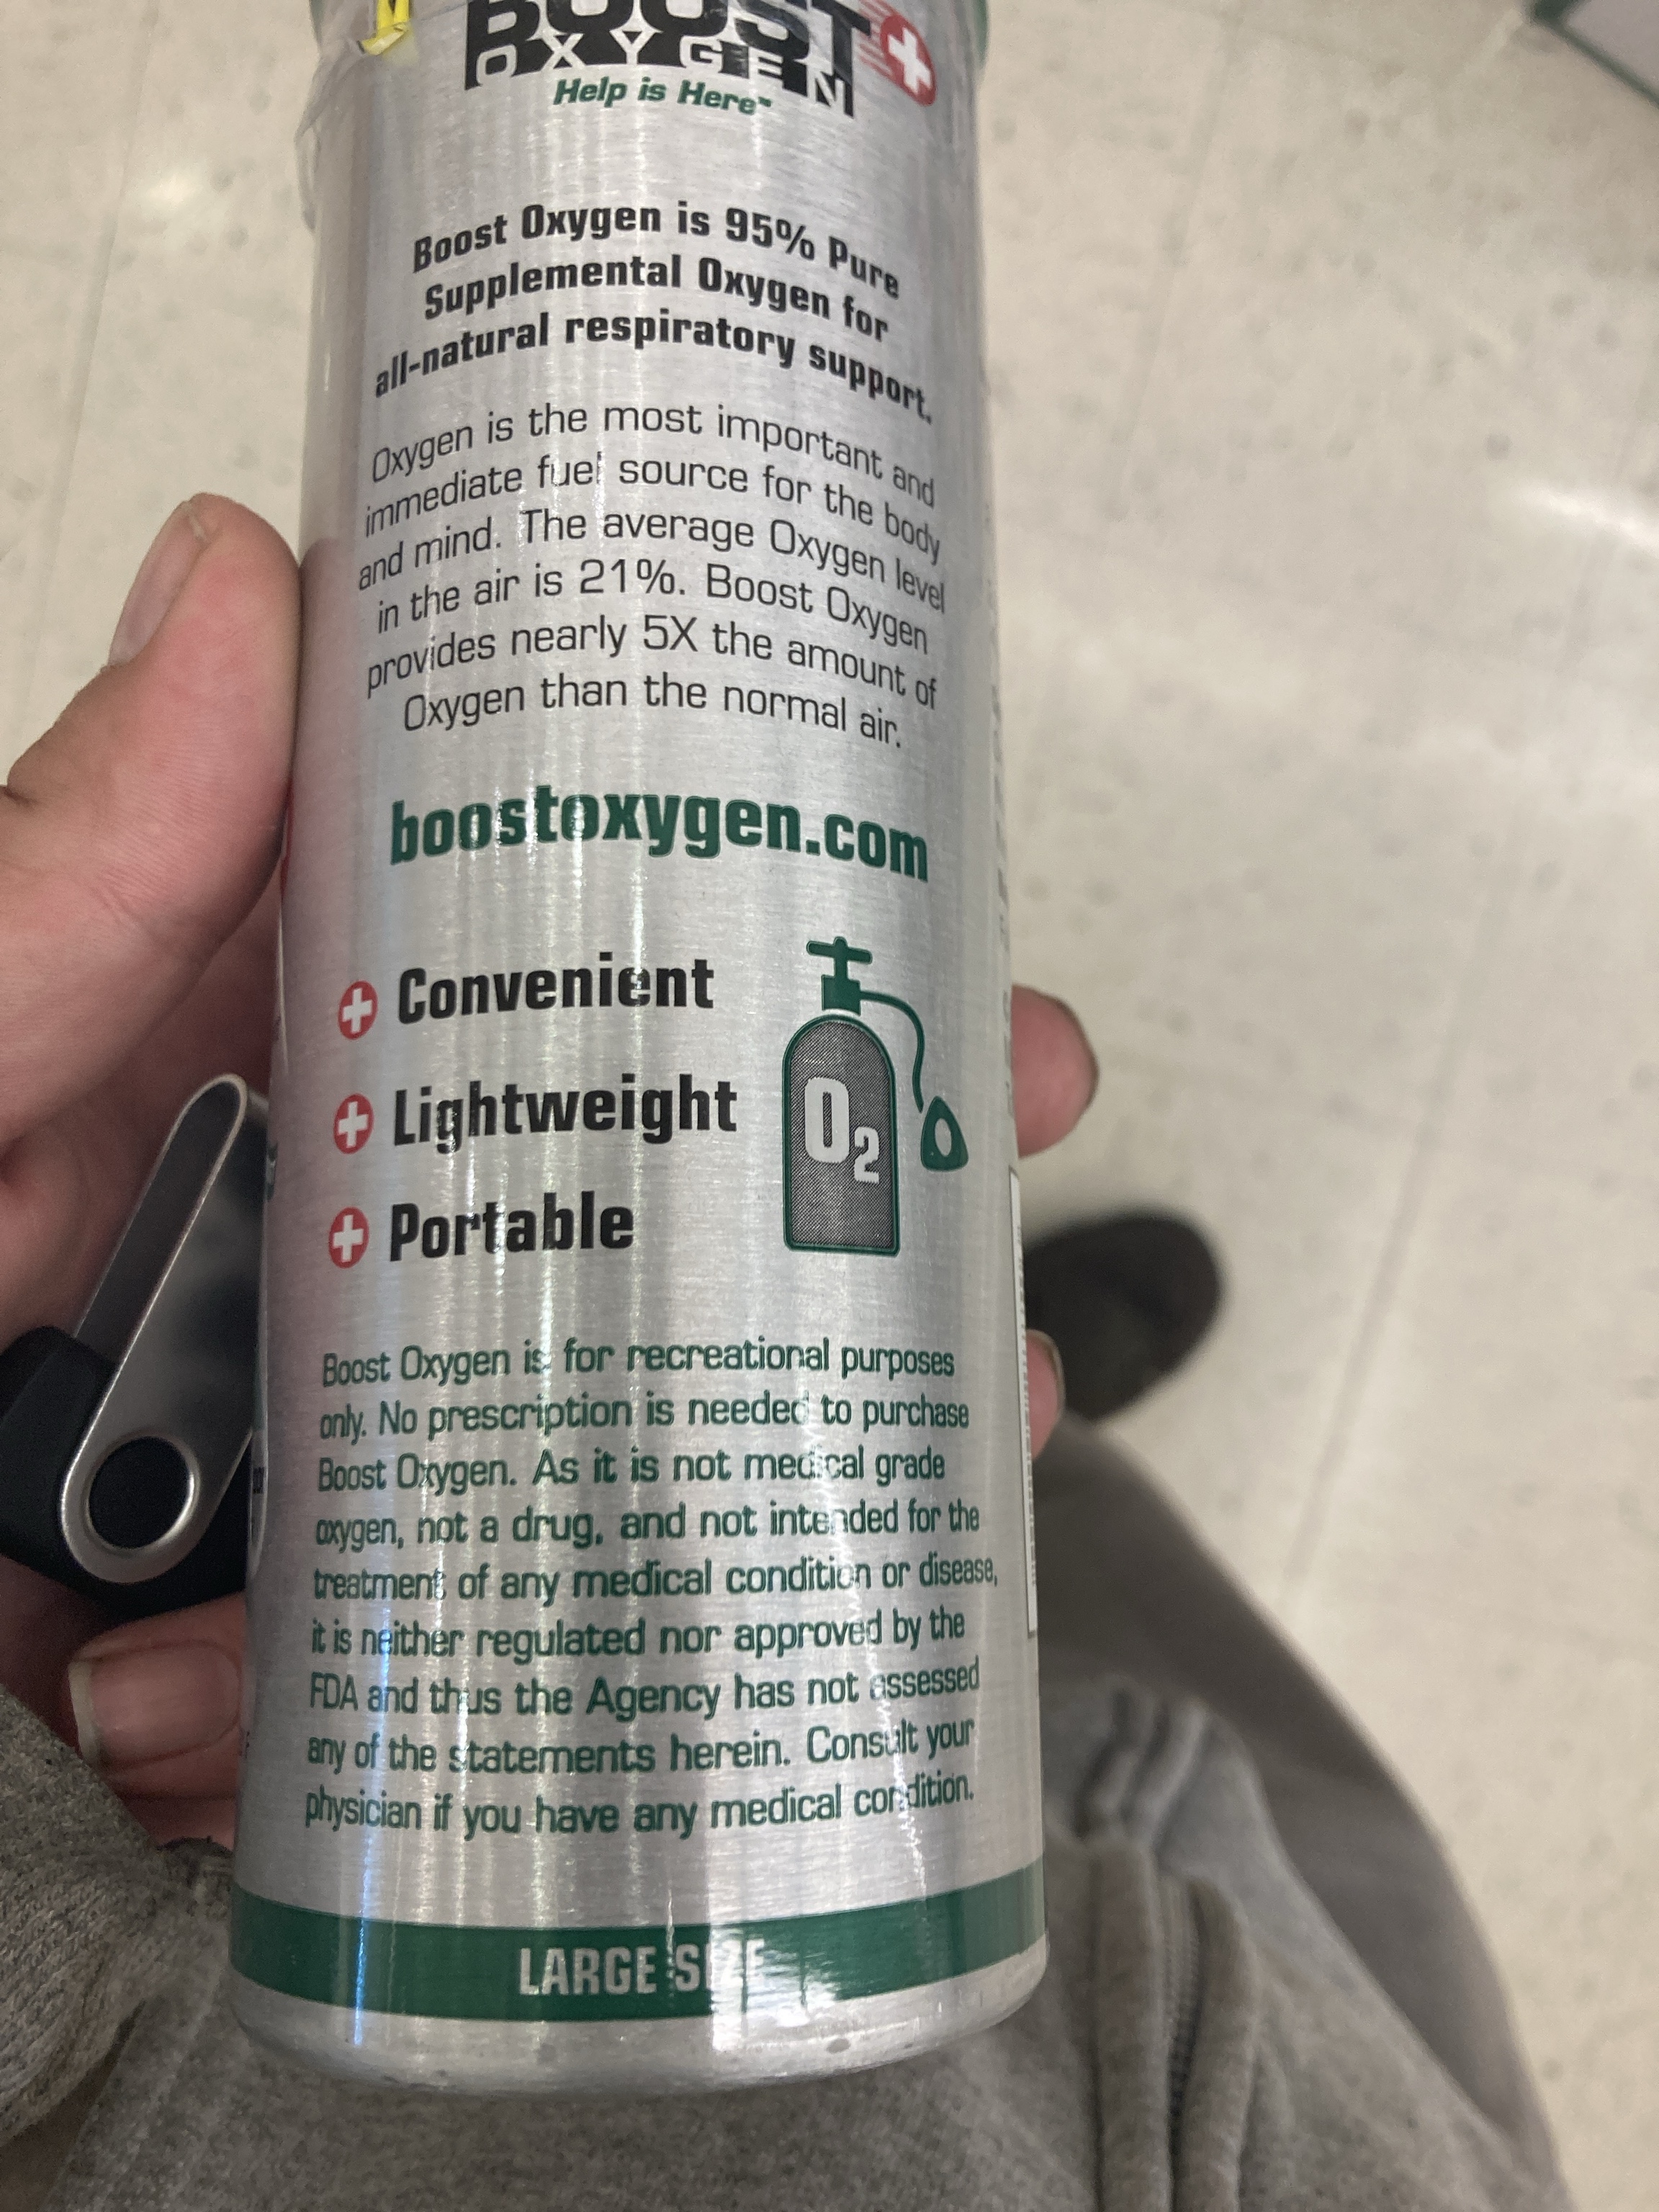 BOOST
OXYGEN
Help is Here™
Boost Oxygen is 95% Pure
Supplemental Oxygen for
all-natural respiratory support.
Oxygen is the most important and
immediate fuel source for the body
and mind. The average Oxygen level
in the air is 21%. Boost Oxygen
provides nearly 5X the amount of
Oxygen than the normal air.
boostoxygen.com
Convenient
Lightweight
Portable
O2
Boost Oxygen is for recreational purposes
only. No prescription is needed to purchase
Boost Oxygen. As it is not medical grade
oxygen, not a drug, and not intended for the
treatment of any medical condition or disease,
it is neither regulated nor approved by the
FDA and thus the Agency has not assessed
any of the statements herein. Consult your
physician if you have any medical condition.
LARGE SIZE